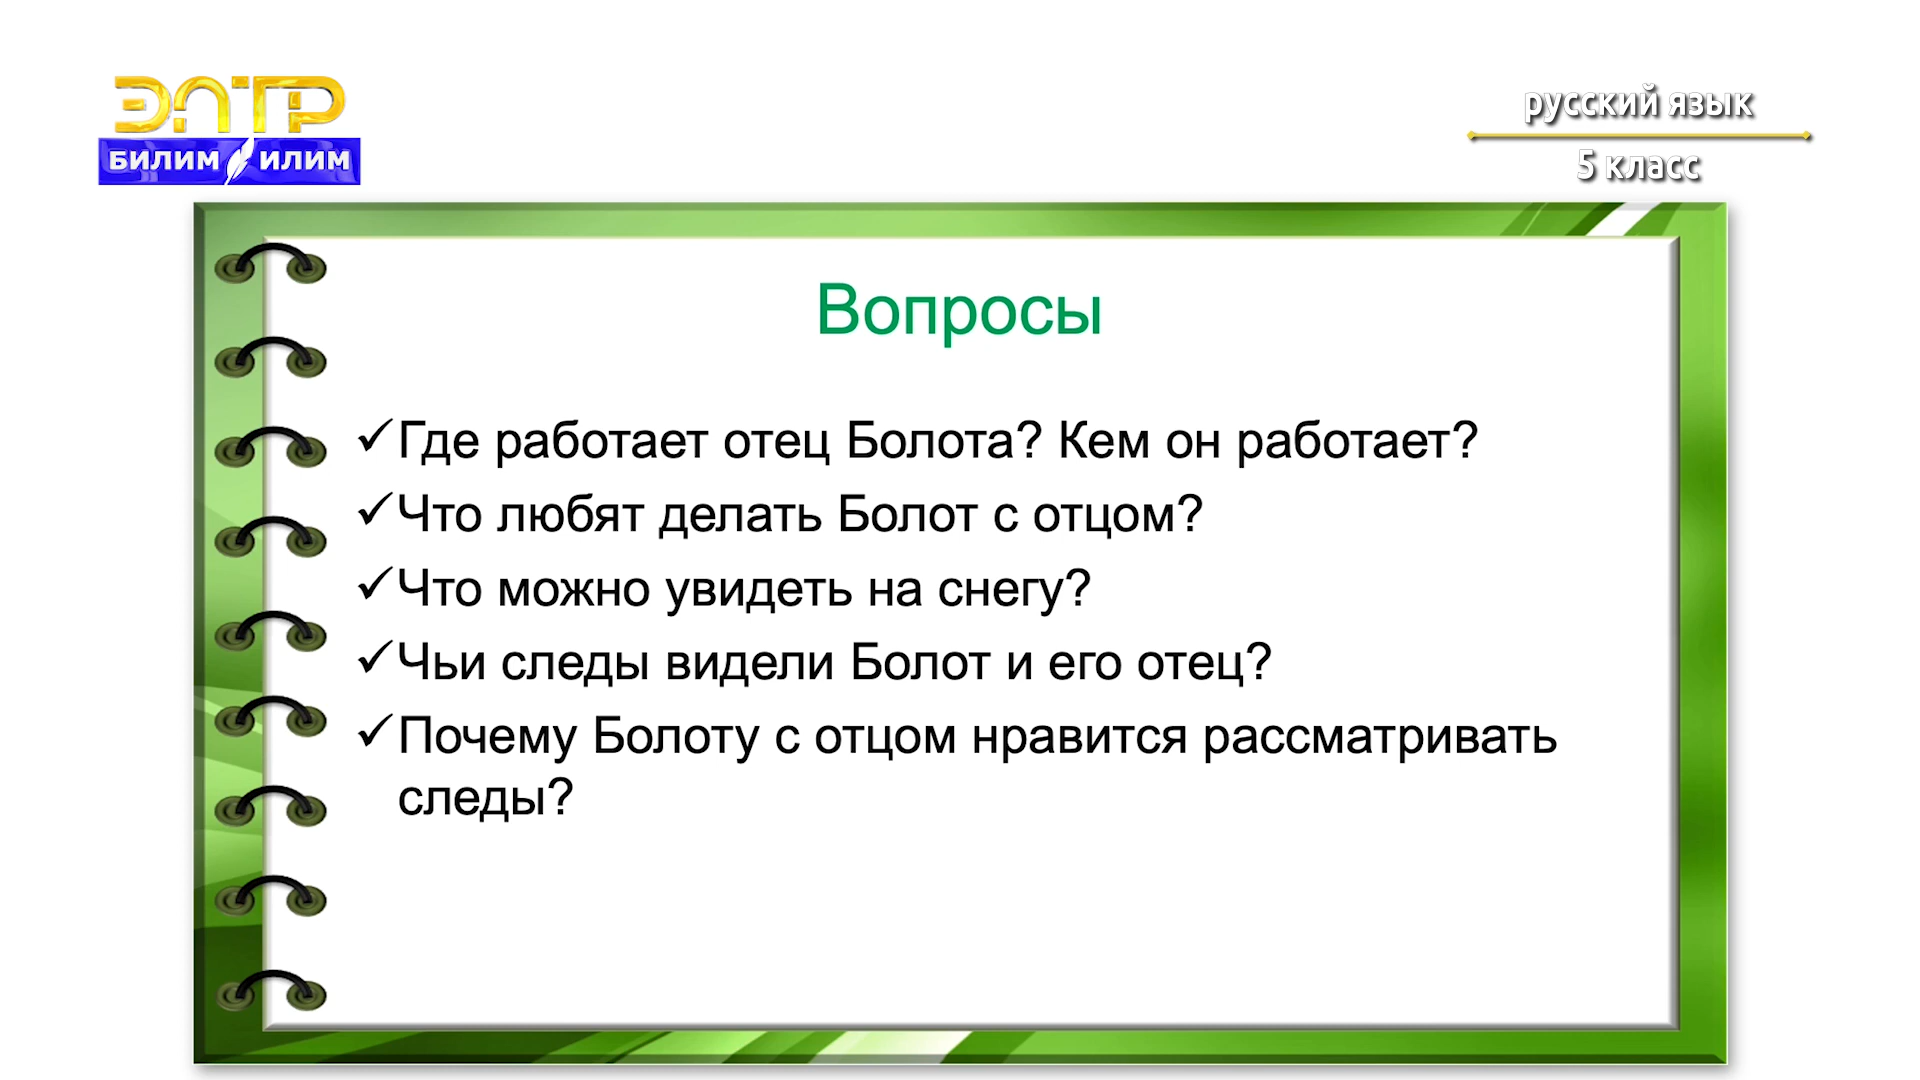 ЭЛТР
БИЛИМ ИЛИМ
русский язык
5 класс
Вопросы
Где работает отец Болота? Кем он работает?
Что любят делать Болот с отцом?
Что можно увидеть на снегу?
Чьи следы видели Болот и его отец?
Почему Болоту с отцом нравится рассматривать
следы?